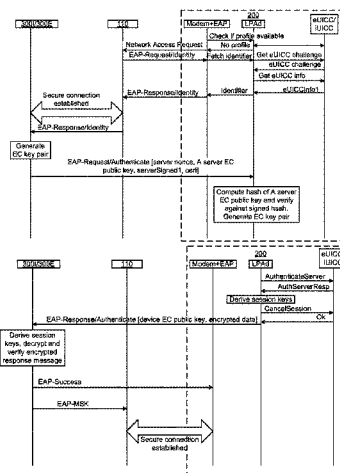 200
300/300E
110
Modem+EAP
LPAd
eUICC/
iUICC
Check if profile available
No profile
Network Access Request
EAP-Request/Identity
Fetch identifier
Get eUICC challenge
eUICC challenge
Get eUICC info
eUICCInfo1
Identifier
EAP-Response/Identity
Secure connection
established
EAP-Response/Identity
Generate
EC key pair
EAP-Request/Authenticate [server nonce, A server EC
public key, serverSigned1, cert]
Compute hash of A server
EC public key and verify
against signed hash.
Generate EC key pair
200
300/300E
110
Modem+EAP
LPAd
eUICC
iUICC
AuthenticateServer
AuthServerResp
Derive session keys
CancelSession
Ok
EAP-Response/Authenticate [device EC public key, encrypted data]
Derive session
keys, decrypt and
verify encrypted
response message
EAP-Success
EAP-MSK
Secure connection
established